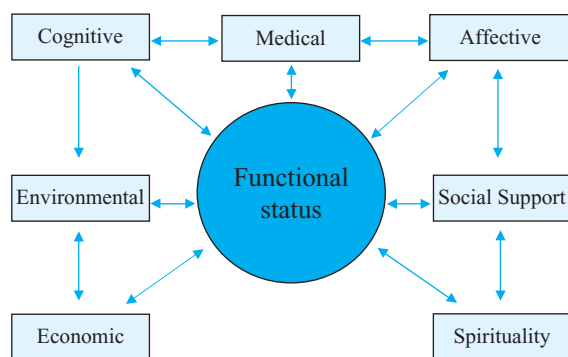 Cognitive
Medical
Affective
Functional
status
Environmental
Social Support
Economic
Spirituality